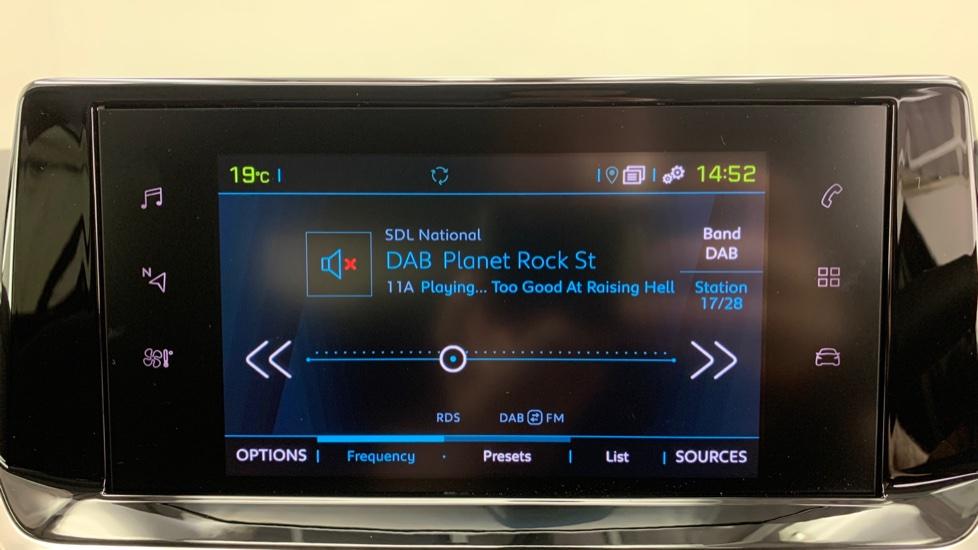 19°C
14:52
N
SDL National
DAB Planet Rock St
11A Playing... Too Good At Raising Hell
Band
DAB
Station
17/28
RDS
DAB FM
OPTIONS
Frequency
Presets
List
SOURCES